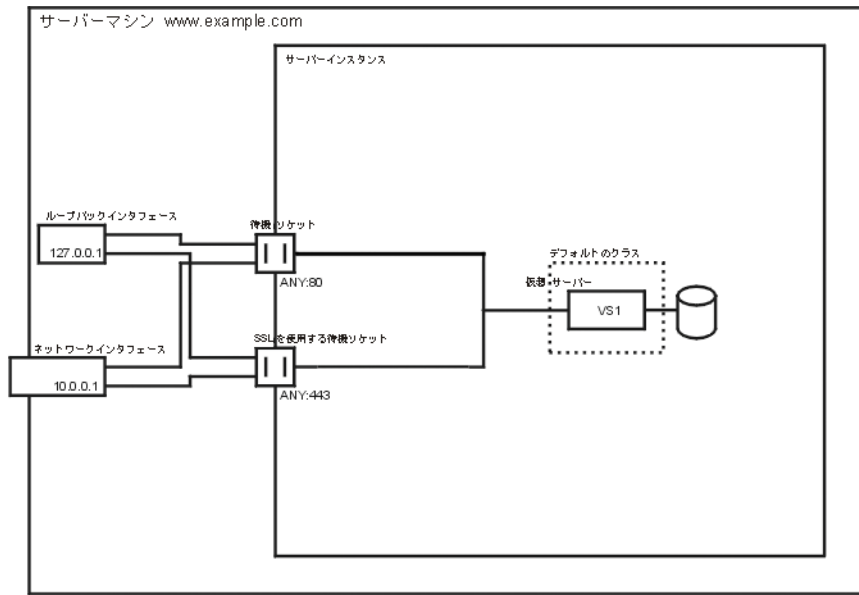 サーバーマシン www.example.com
サーバーインスタンス
ループバックインタフェース
127.0.0.1
待機ソケット
ANY:80
デフォルトのクラス
仮想サーバー
VS1
ネットワークインタフェース
10.0.0.1
SSLを使用する待機ソケット
ANY:443